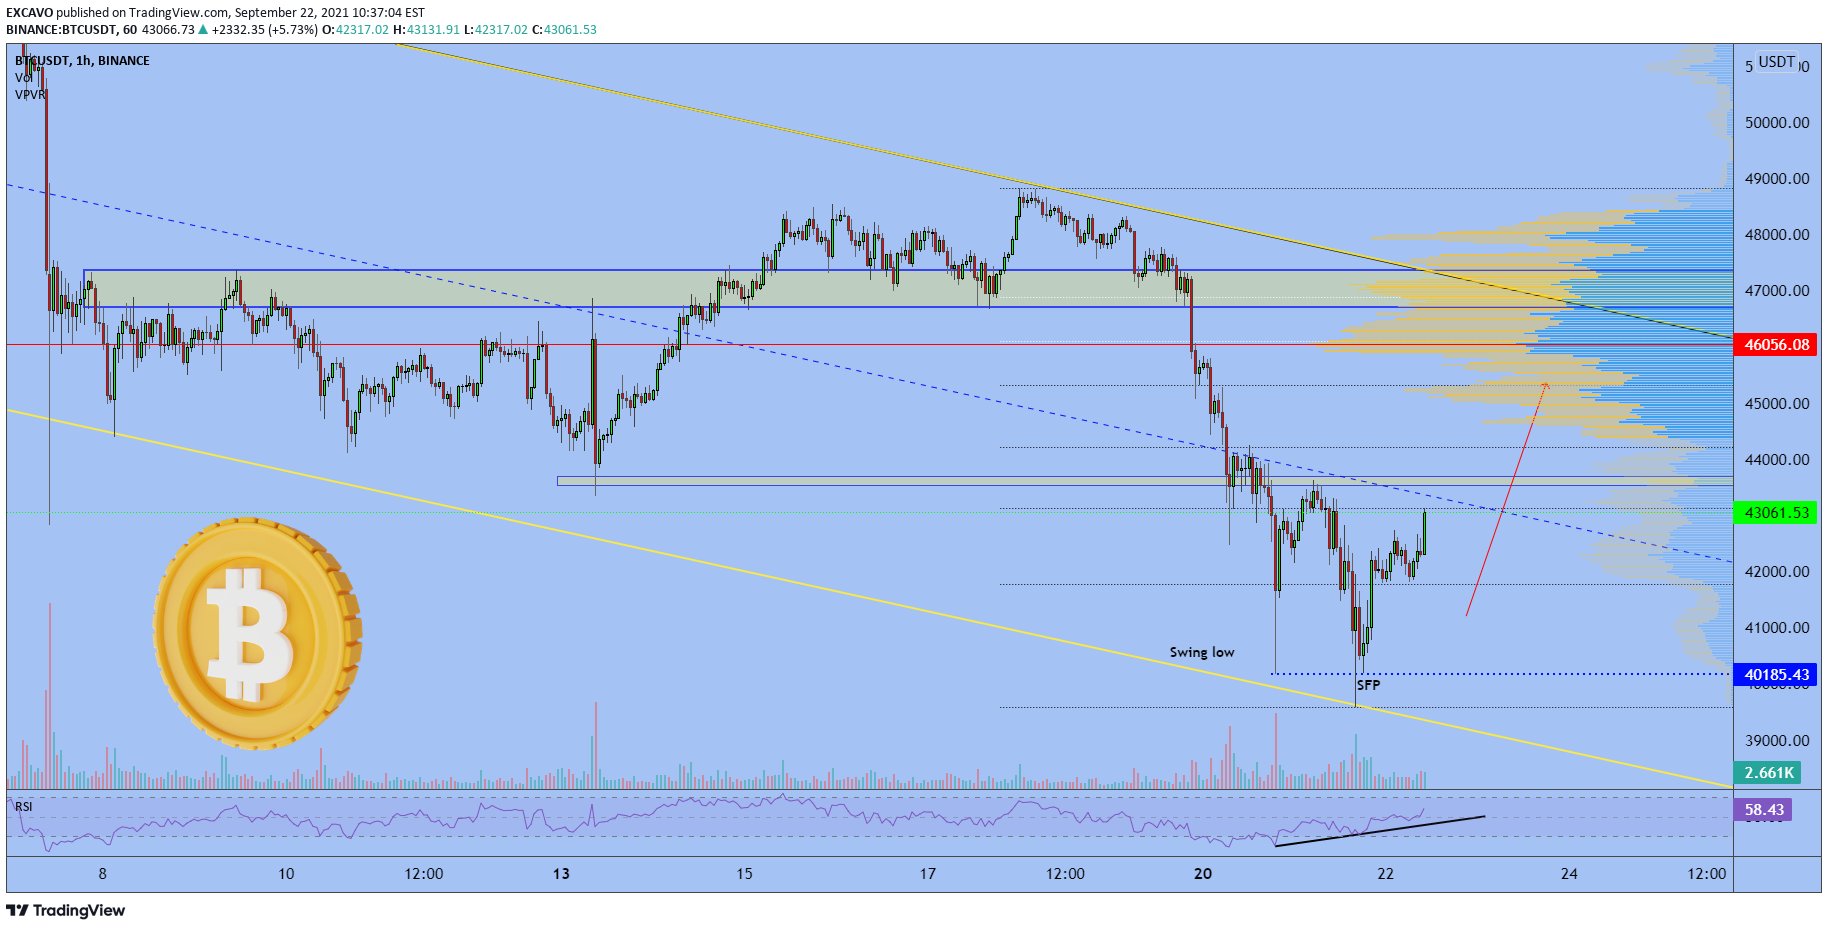 EXCAVO published on TradingView.com, September 22, 2021 10:37:04 EST
BINANCE:BTCUSDT, 60 43066.73 ▲ +2332.35 (+5.73%) O:42317.02 H:43131.91 L:42317.02 C:43061.53
BTCUSDT, 1h, BINANCE
Vol
VPVR
USDT
50000.00
49000.00
48000.00
47000.00
46056.08
45000.00
44000.00
43061.53
42000.00
41000.00
Swing low
40185.43
SFP
39000.00
2.661K
RSI
58.43
8 10 12:00 13 15 17 12:00 20 22 24 12:00
TradingView